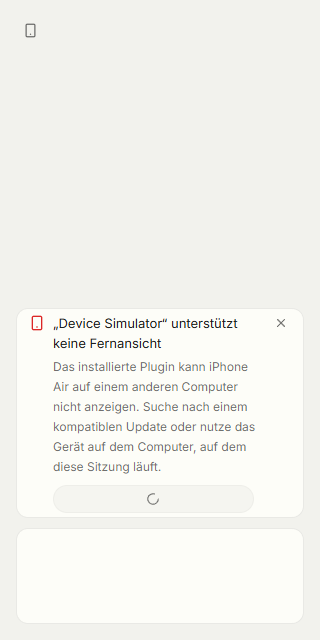 „Device Simulator“ unterstützt
keine Fernansicht
Das installierte Plugin kann iPhone
Air auf einem anderen Computer
nicht anzeigen. Suche nach einem
kompatiblen Update oder nutze das
Gerät auf dem Computer, auf dem
diese Sitzung läuft.